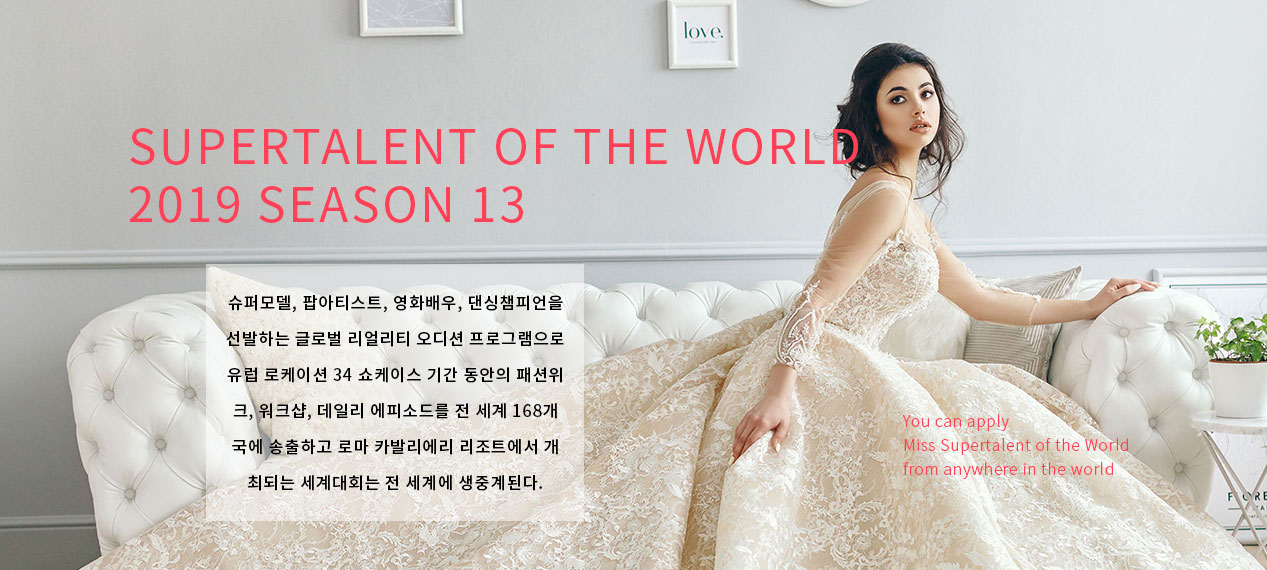 love.
SUPERTALENT OF THE WORLD
2019 SEASON 13
슈퍼모델, 팝아티스트, 영화배우, 댄싱챔피언을
선발하는 글로벌 리얼리티 오디션 프로그램으로
유럽 로케이션 34 쇼케이스 기간 동안의 패션위
크, 워크샵, 데일리 에피소드를 전 세계 168개
국에 송출하고 로마 카발리에리 리조트에서 개
최되는 세계대회는 전 세계에 생중계된다.
You can apply
Miss Supertalent of the World
from anywhere in the world